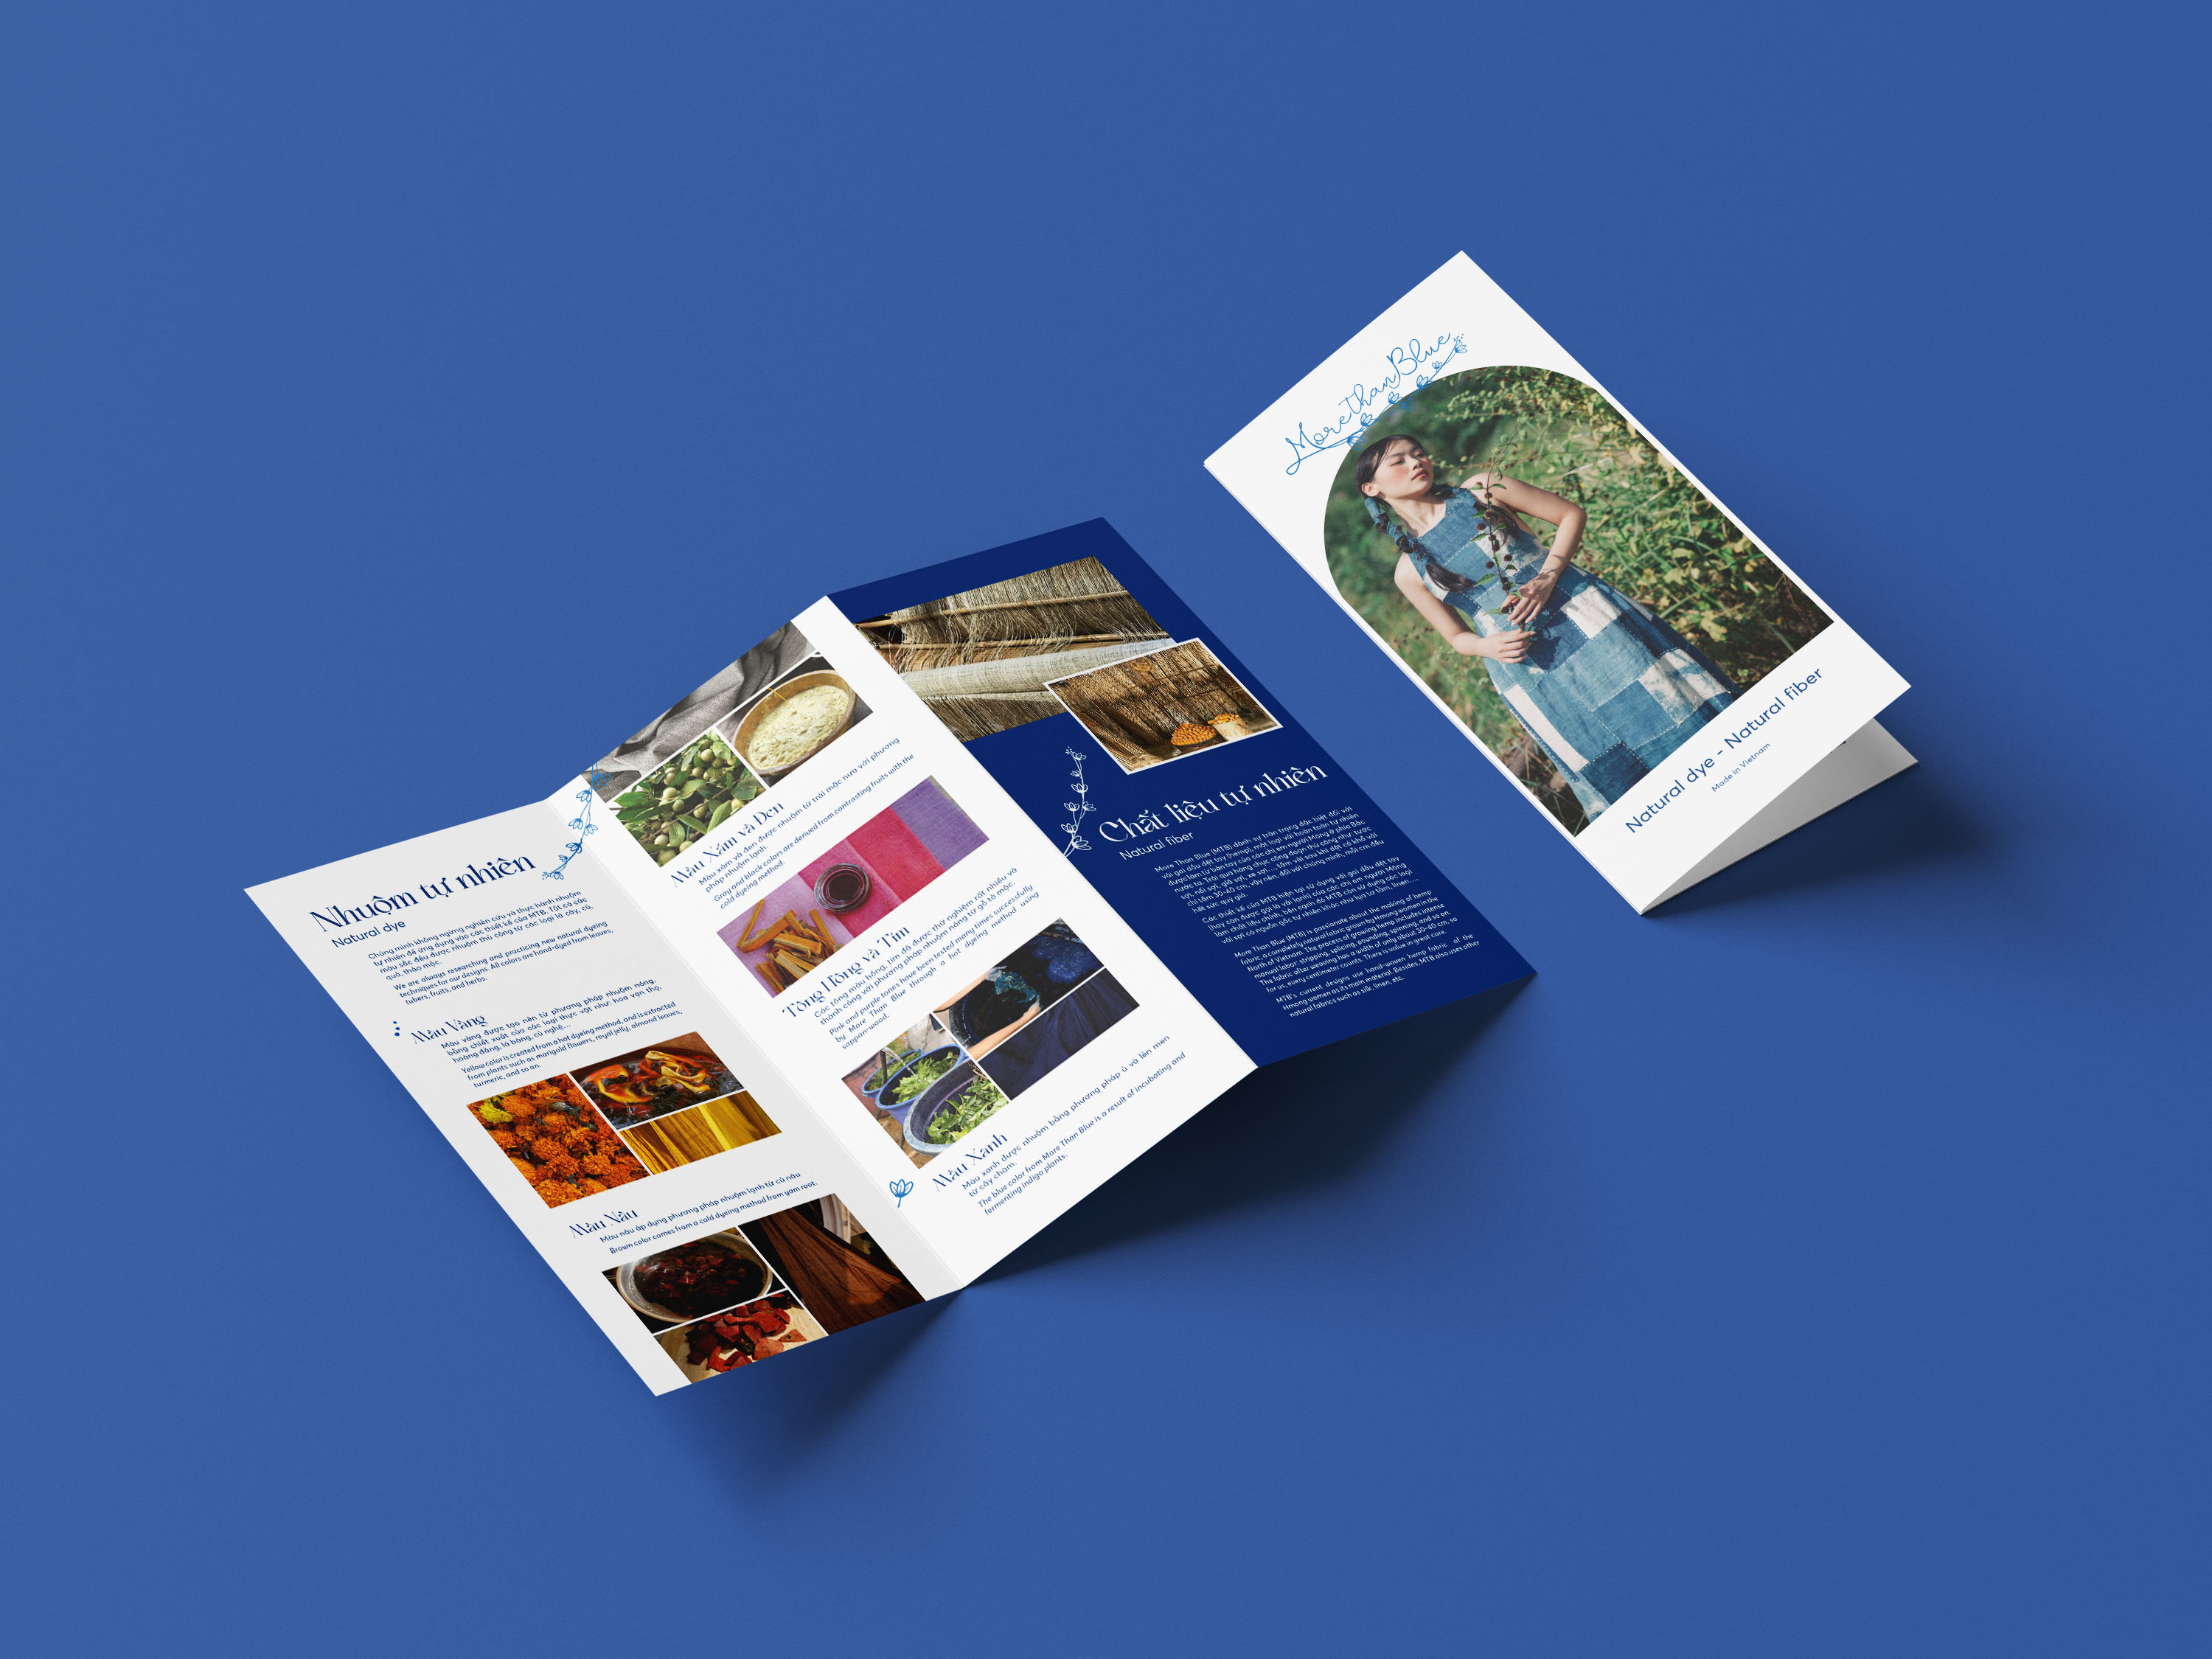 Nhuộm tự nhiên
Natural dye
Chúng mình không ngừng nghiên cứu và thực hành nhuộm
tự nhiên để ứng dụng vào các thiết kế của MTB. Tất cả các
màu sắc đều được nhuộm thủ công từ các loại lá cây, củ,
quả, thảo mộc.
We are always researching and practicing new natural dyeing
techniques for our designs. All colors are hand-dyed from leaves,
tubers, fruits, and herbs.
Màu Vàng
Màu vàng được tạo nên từ phương pháp nhuộm nóng,
bằng chiết xuất của các loại thực vật như: hoa vạn thọ,
hoàng đằng, lá bàng, củ nghệ...
Yellow color is created from a hot dyeing method, and is extracted
from plants such as marigold flowers, royal jelly, almond leaves,
turmeric, and so on.
Màu Nâu
Màu nâu áp dụng phương pháp nhuộm lạnh từ củ nâu
Brown color comes from a cold dyeing method from yam root.
Màu Xám và Đen
Màu xám và đen được nhuộm từ trái mặc nưa với phương
pháp nhuộm lạnh.
Gray and black colors are derived from contrasting fruits with the
cold dyeing method.
Tông Hồng và Tím
Các tông màu hồng, tím đã được thử nghiệm rất nhiều và
thành công với phương pháp nhuộm nóng từ gỗ tô mộc.
Pink and purple tones have been tested many times successfully
by More Than Blue through a hot dyeing method using
sappan-wood.
Màu Xanh
Màu xanh được nhuộm bằng phương pháp ủ và lên men
từ cây chàm.
The blue color from More Than Blue is a result of incubating and
fermenting indigo plants.
Chất liệu tự nhiên
Natural fiber
More Than Blue (MTB) dành sự trân trọng đặc biệt đối với
vải gai dầu dệt tay (hemp), một loại vải hoàn toàn tự nhiên
được làm từ bàn tay của các chị em người Mông ở phía Bắc
nước ta. Trải qua hàng chục công đoạn thủ công như: tước
sợi, nối sợi, giã sợi, xe sợi,... tấm vải sau khi dệt có khổ vải
chỉ tầm 30-40 cm, vậy nên, đối với chúng mình, mỗi cm đều
hết sức quý giá.
Các thiết kế của MTB hiện tại sử dụng vải gai dầu dệt tay
(hay còn được gọi là vải lanh) của các chị em người Mông
làm chất liệu chính, bên cạnh đó MTB còn sử dụng các loại
vải sợi có nguồn gốc tự nhiên khác như lụa tơ tằm, linen,...
More Than Blue (MTB) is passionate about the making of hemp
fabric, a completely natural fabric grown by Hmong women in the
North of Vietnam. The process of growing hemp includes intense
manual labor: stripping, splicing, pounding, spinning, and so on.
The fabric after weaving has a width of only about 30-40 cm, so
for us, every centimeter counts. There is value in great care.
MTB's current designs use hand-woven hemp fabric of the
Hmong women as its main material. Besides, MTB also uses other
natural fabrics such as silk, linen, etc.
More than Blue
Natural dye - Natural fiber
Made in Vietnam